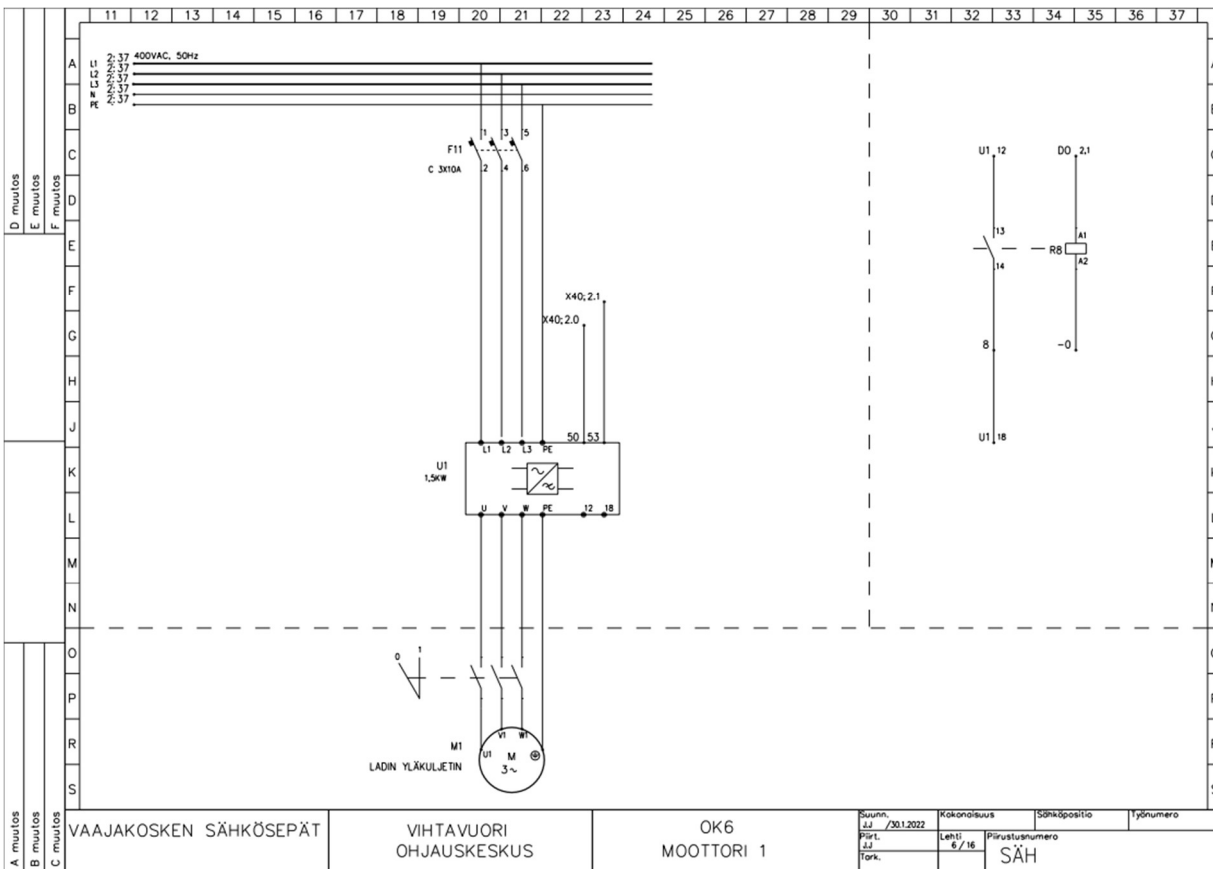 11 12 13 14 15 16 17 18 19 20 21 22 23 24 25 26 27 28 29 30 31 32 33 34 35 36 37
A
B
C
D
E
F
G
H
J
K
L
M
N
O
P
R
S
D muutos
E muutos
F muutos
A muutos
B muutos
C muutos
L1 2:37 400VAC, 50Hz
L2 2:37
L3 2:37
N 2:37
PE 2:37
1 3 5
F11
C 3X10A
2 4 6
U1 12
DO 2,1
13
14
R8
A1
A2
8
-0
U1 18
X40;2.1
X40;2.0
50 53
L1 L2 L3 PE
U1
1,5KW
U V W PE 12 18
0 1
V1 W1
U1
M
3~
M1
LADIN YLÄKULJETIN
VAAJAKOSKEN SÄHKÖSEPÄT
VIHTAVUORI
OHJAUSKESKUS
OK6
MOOTTORI 1
Suunn.
JJ /30.1.2022
Piirt.
JJ
Tark.
Kokonaisuus
Sähköpositio
Työnumero
Lehti
6 / 16
Piirustusnumero
SÄH